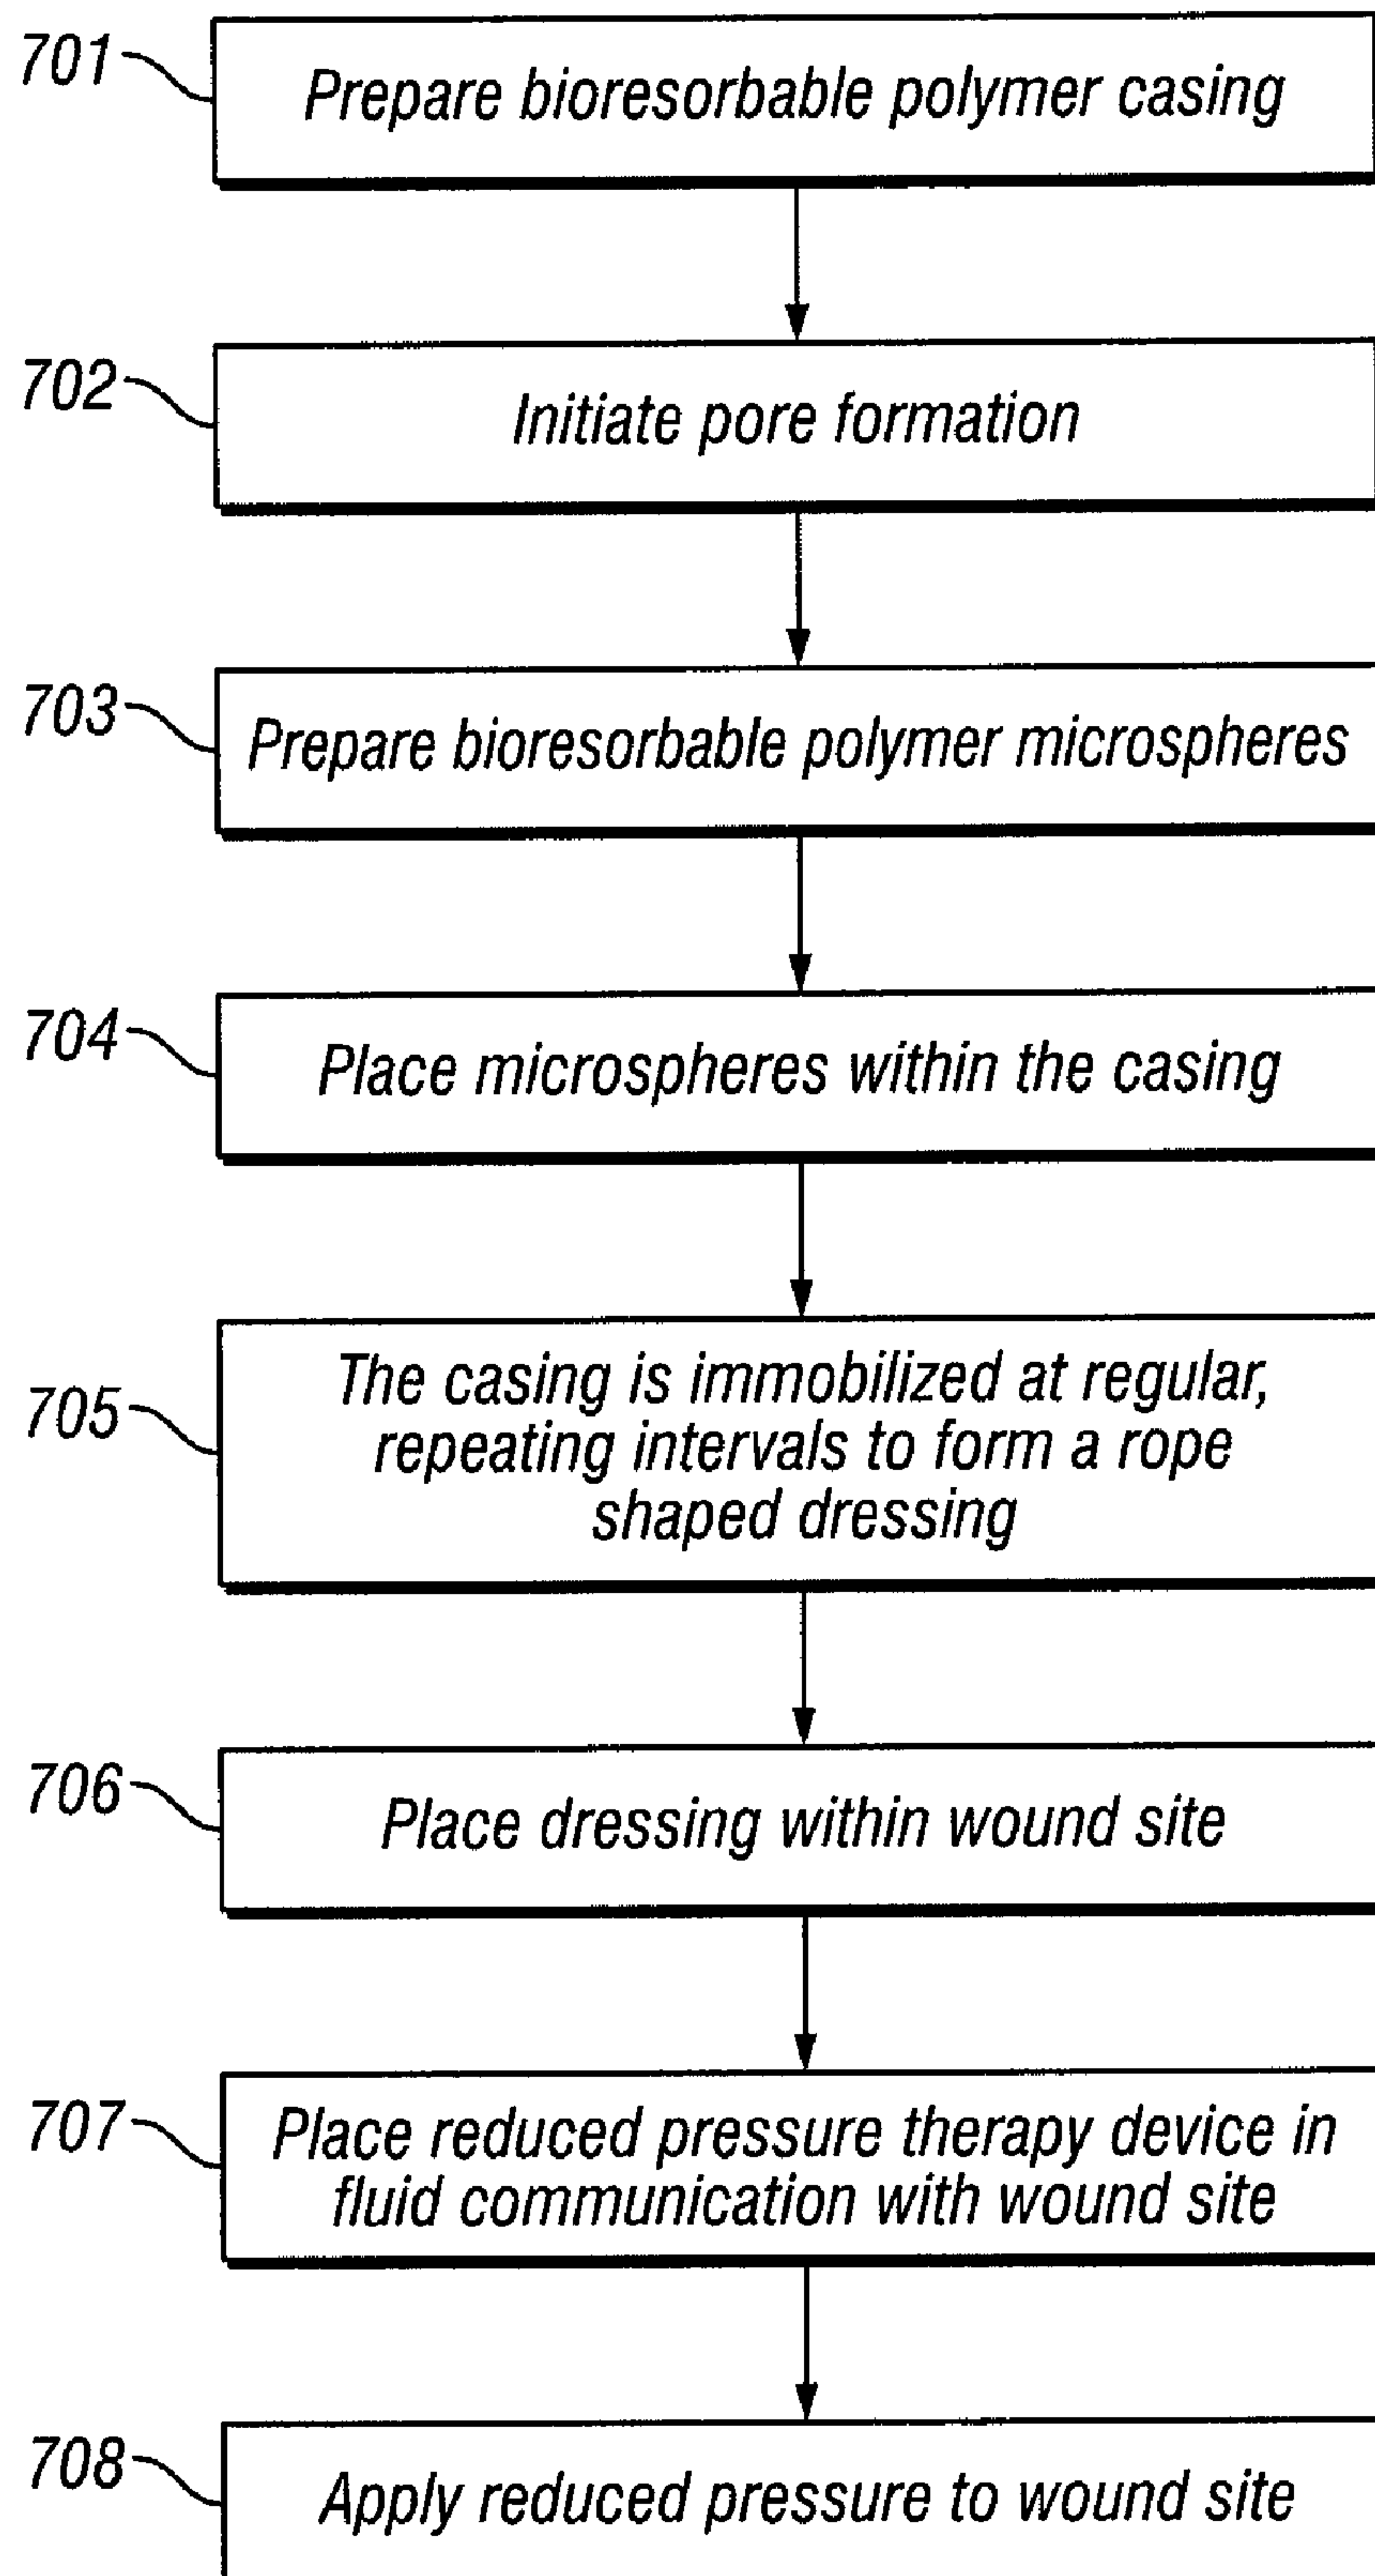 701
Prepare bioresorbable polymer casing
702
Initiate pore formation
703
Prepare bioresorbable polymer microspheres
704
Place microspheres within the casing
705
The casing is immobilized at regular,
repeating intervals to form a rope
shaped dressing
706
Place dressing within wound site
707
Place reduced pressure therapy device in
fluid communication with wound site
708
Apply reduced pressure to wound site